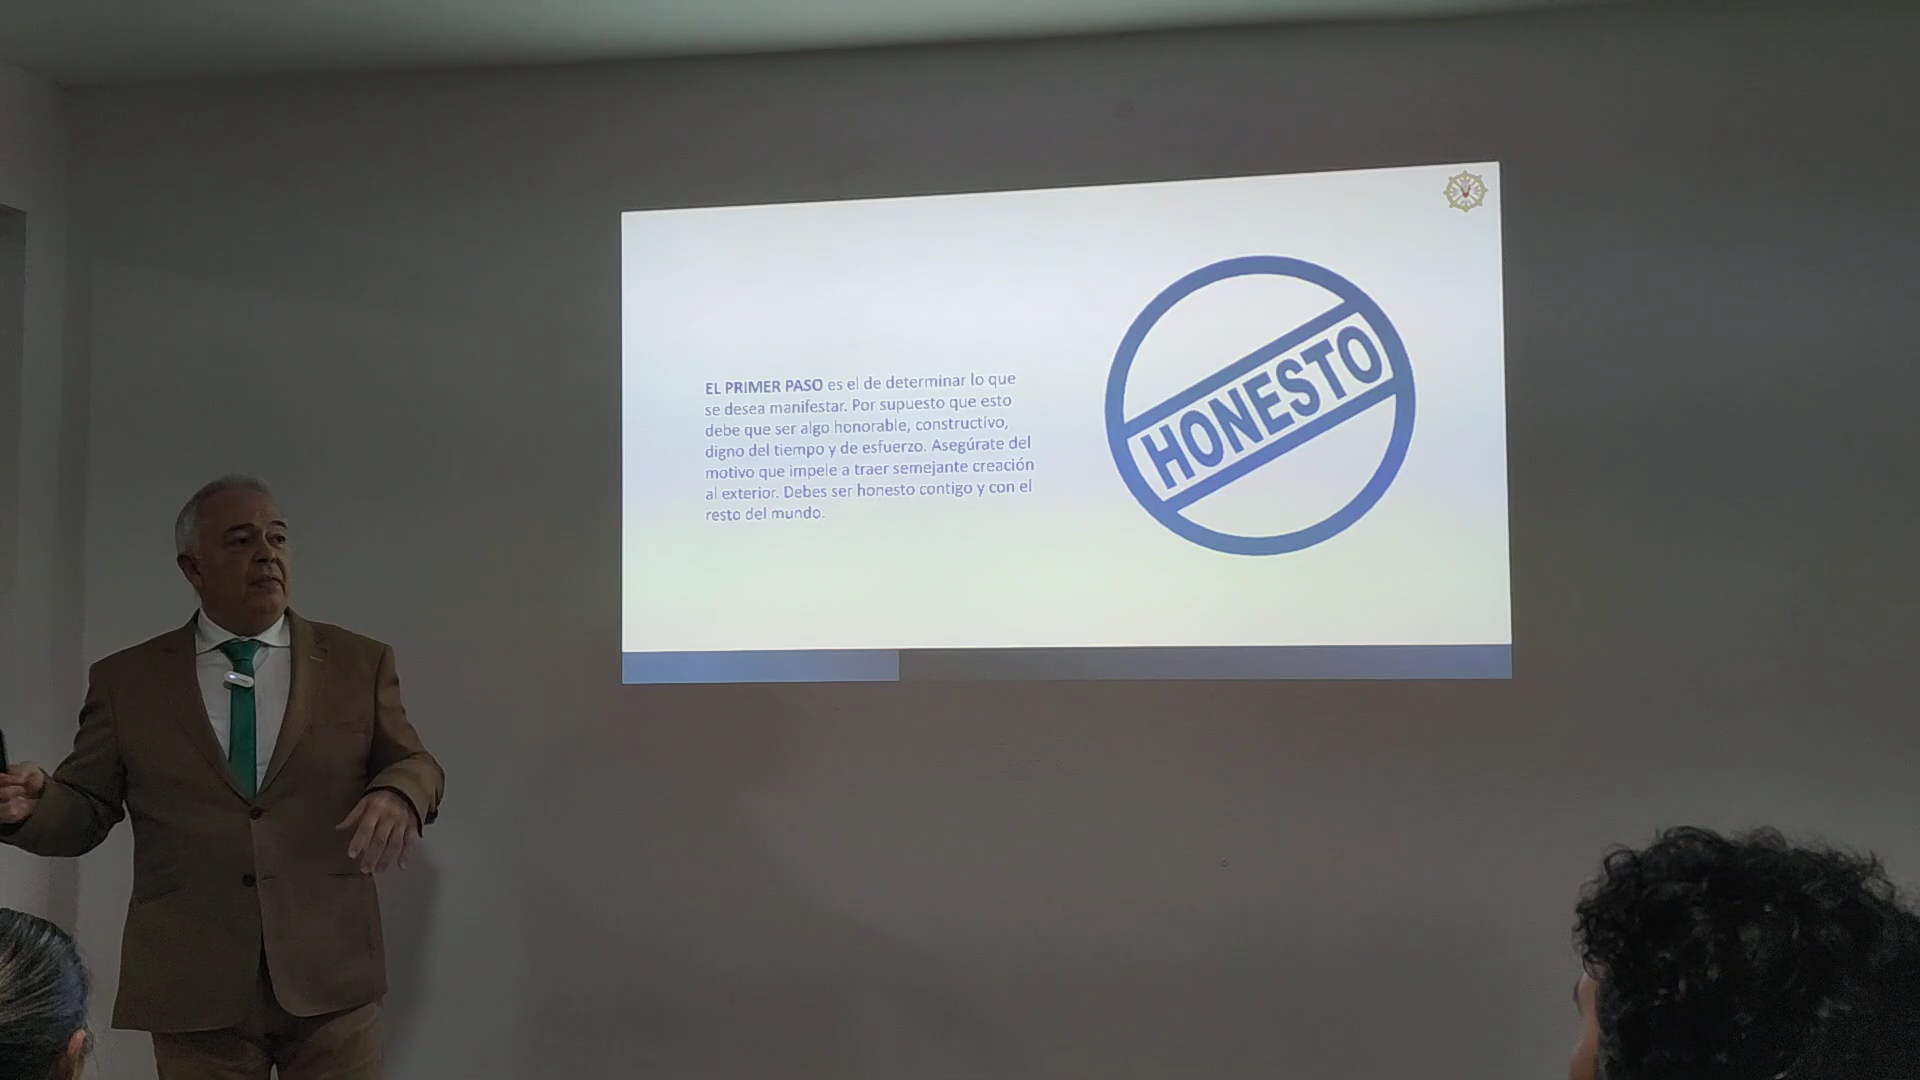 EL PRIMER PASO es el de determinar lo que
se desea manifestar. Por supuesto que esto
debe que ser algo honorable, constructivo,
digno del tiempo y de esfuerzo. Asegúrate del
motivo que impele a traer semejante creación
al exterior. Debes ser honesto contigo y con el
resto del mundo.
HONESTO